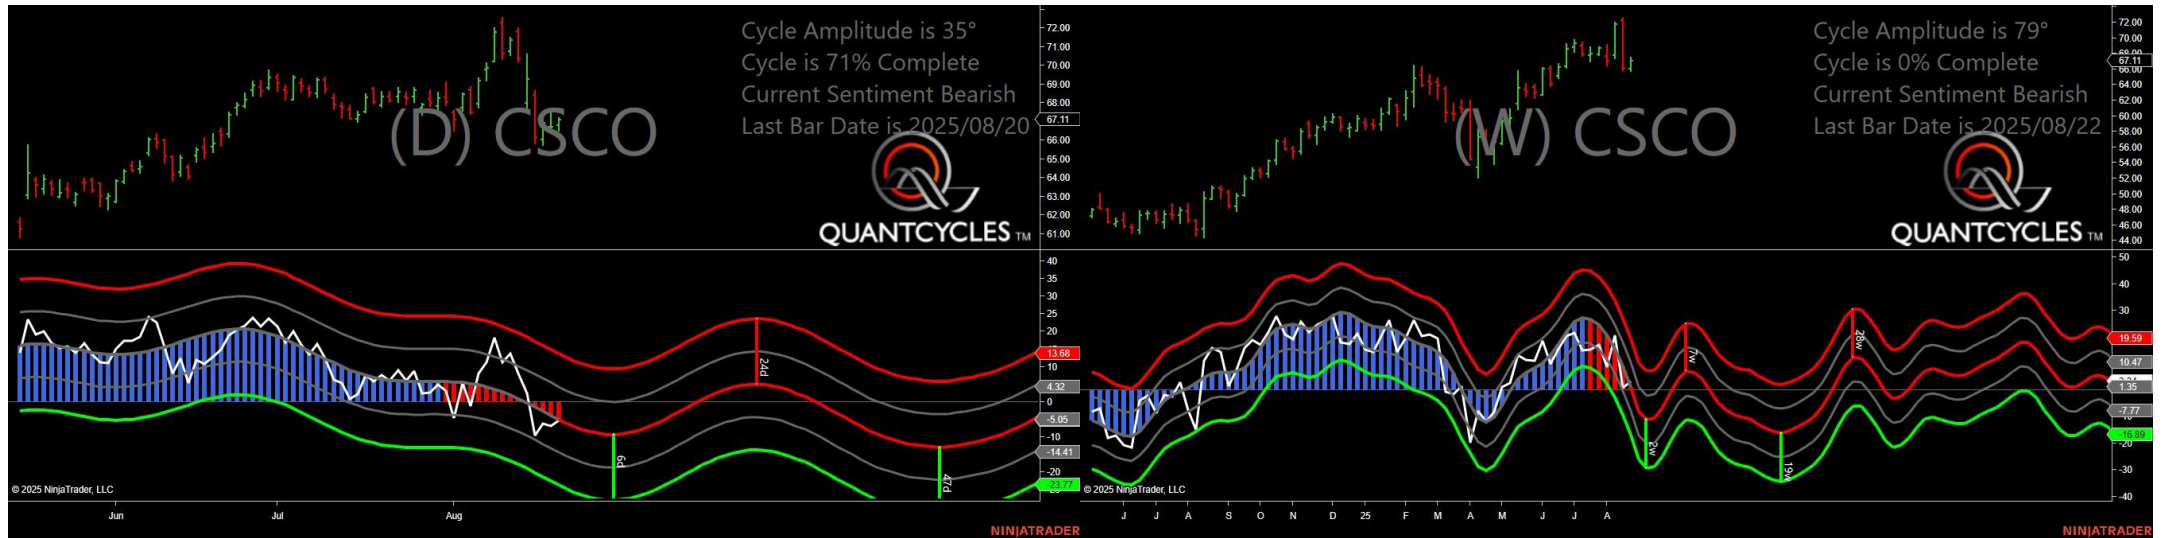 Cycle Amplitude is 35°
Cycle is 71% Complete
Current Sentiment Bearish
Last Bar Date is 2025/08/20
(D) CSCO
QUANTCYCLES TM
72.00
71.00
70.00
69.00
68.00
67.11
66.00
65.00
64.00
63.00
62.00
61.00
40
35
30
25
20
15
13.68
10
4.32
0
-5.05
-10
-14.41
-20
-23.77
24d
6d
47d
© 2025 NinjaTrader, LLC
Jun Jul Aug
NINJATRADER
Cycle Amplitude is 79°
Cycle is 0% Complete
Current Sentiment Bearish
Last Bar Date is 2025/08/22
(W) CSCO
QUANTCYCLES TM
72.00
70.00
68.00
67.11
66.00
64.00
62.00
60.00
58.00
56.00
54.00
52.00
50.00
48.00
46.00
44.00
50
40
30
19.59
10.47
1.35
-7.77
-16.89
-20
-30
-40
7w
28w
2w
19w
© 2025 NinjaTrader, LLC
J J A S O N D 25 F M A M J J A
NINJATRADER